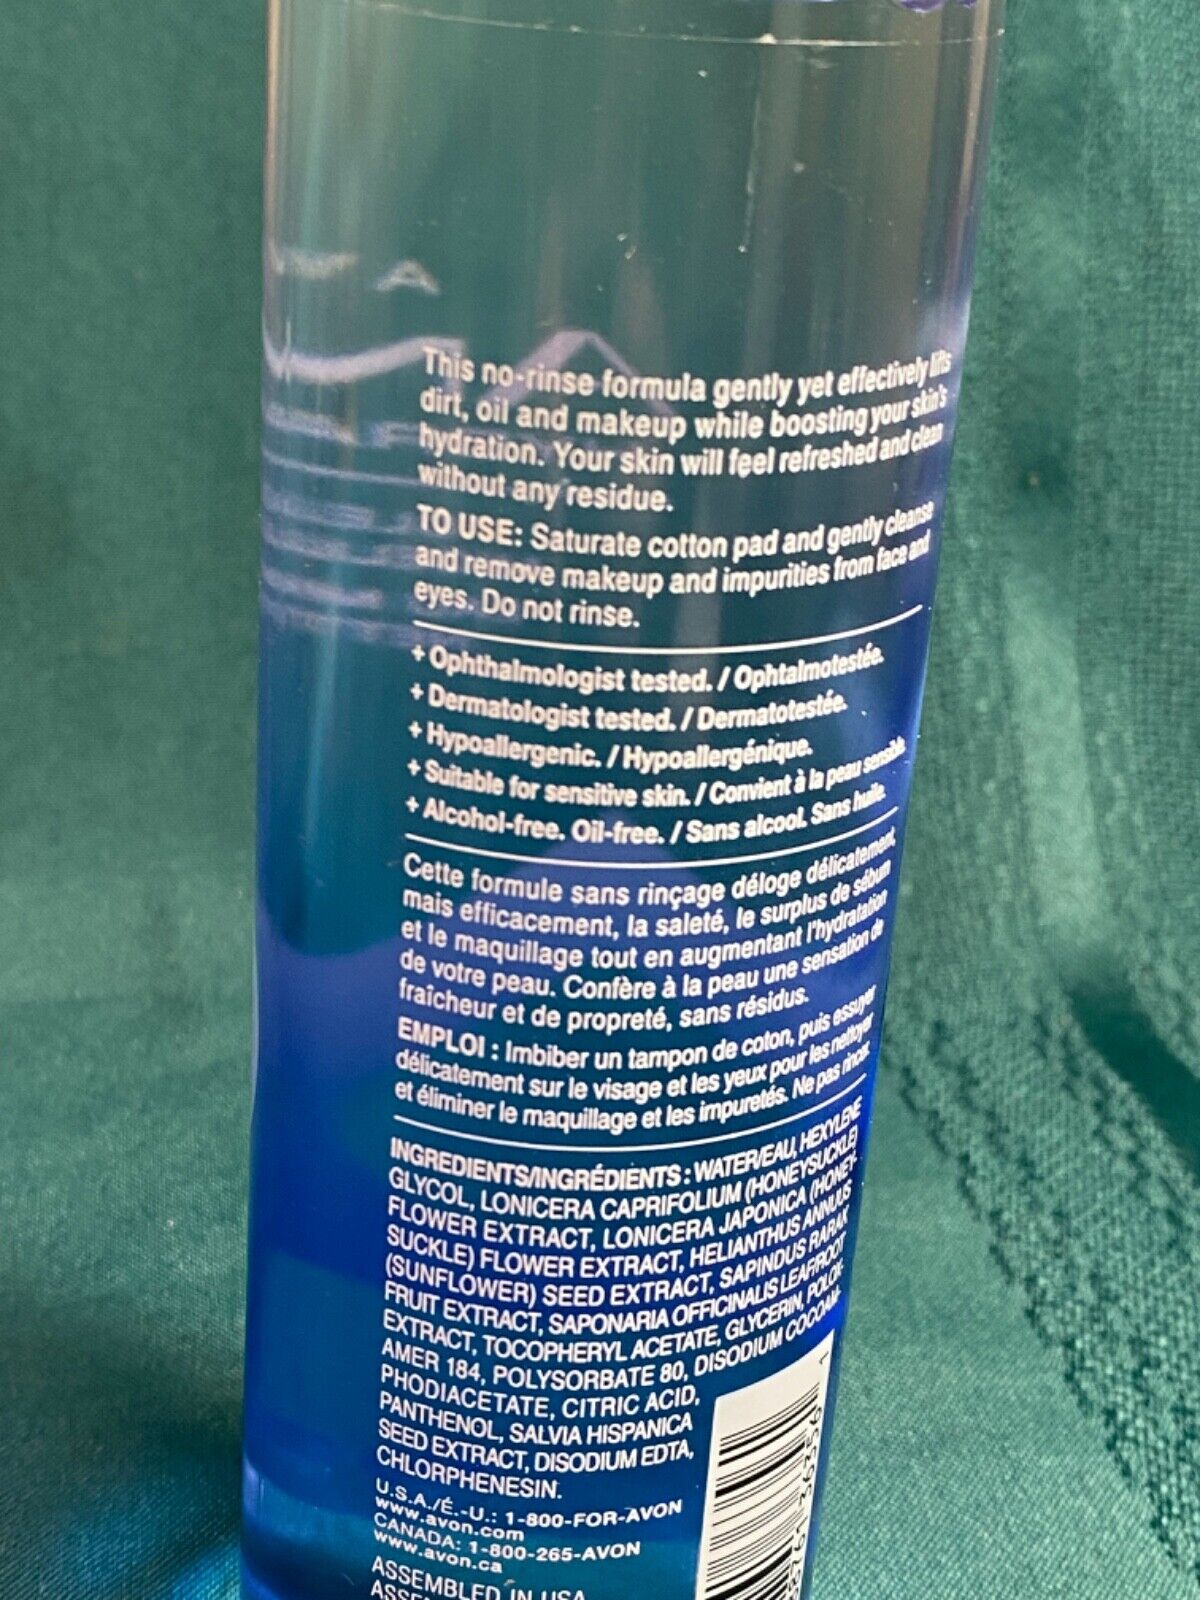 This no-rinse formula gently yet effectively lifts
dirt, oil and makeup while boosting your skin's
hydration. Your skin will feel refreshed and clean
without any residue.
TO USE: Saturate cotton pad and gently cleanse
and remove makeup and impurities from face and
eyes. Do not rinse.
+ Ophthalmologist tested. / Ophtalmotestée.
+ Dermatologist tested. / Dermatotestée.
+ Hypoallergenic. / Hypoallergénique.
+ Suitable for sensitive skin. / Convient à la peau sensible.
+ Alcohol-free. Oil-free. / Sans alcool. Sans huile.
Cette formule sans rinçage déloge délicatement,
mais efficacement, la saleté, le surplus de sébum
et le maquillage tout en augmentant l'hydratation
de votre peau. Confère à la peau une sensation de
fraîcheur et de propreté, sans résidus.
EMPLOI : Imbiber un tampon de coton, puis essuyer
délicatement sur le visage et les yeux pour les nettoyer
et éliminer le maquillage et les impuretés. Ne pas rincer.
INGREDIENTS/INGRÉDIENTS : WATER/EAU, HEXYLENE
GLYCOL, LONICERA CAPRIFOLIUM (HONEYSUCKLE)
FLOWER EXTRACT, LONICERA JAPONICA (HONEY-
SUCKLE) FLOWER EXTRACT, HELIANTHUS ANNUUS
(SUNFLOWER) SEED EXTRACT, SAPINDUS RARAK
FRUIT EXTRACT, SAPONARIA OFFICINALIS LEAF/ROOT
EXTRACT, TOCOPHERYL ACETATE, GLYCERIN, POLOX-
AMER 184, POLYSORBATE 80, DISODIUM COCOAM-
PHODIACETATE, CITRIC ACID,
PANTHENOL, SALVIA HISPANICA
SEED EXTRACT, DISODIUM EDTA,
CHLORPHENESIN.
U.S.A./É.-U.: 1-800-FOR-AVON
www.avon.com
CANADA: 1-800-265-AVON
www.avon.ca
ASSEMBLED IN USA